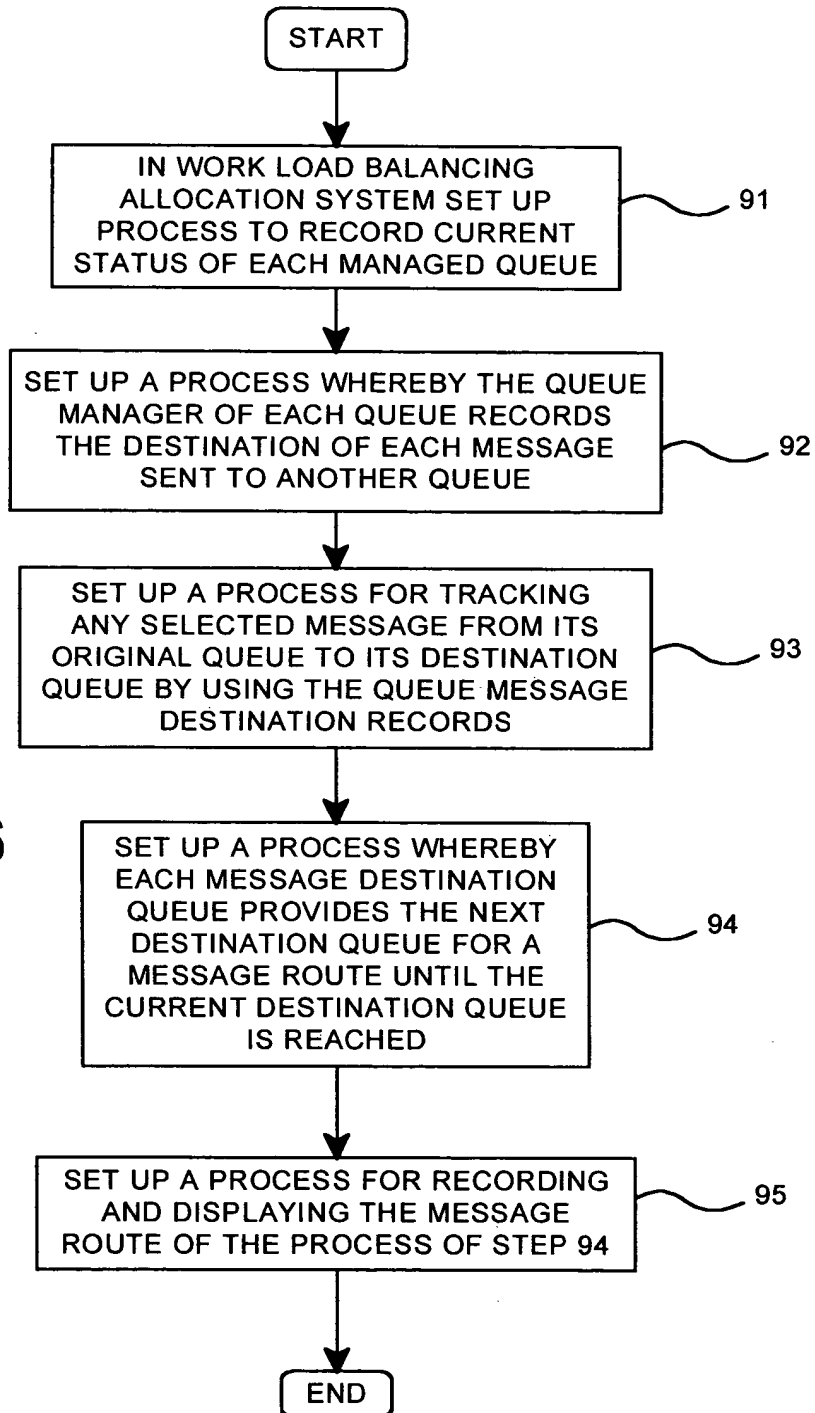 START
IN WORK LOAD BALANCING
ALLOCATION SYSTEM SET UP
PROCESS TO RECORD CURRENT
STATUS OF EACH MANAGED QUEUE
91
SET UP A PROCESS WHEREBY THE QUEUE
MANAGER OF EACH QUEUE RECORDS
THE DESTINATION OF EACH MESSAGE
SENT TO ANOTHER QUEUE
92
SET UP A PROCESS FOR TRACKING
ANY SELECTED MESSAGE FROM ITS
ORIGINAL QUEUE TO ITS DESTINATION
QUEUE BY USING THE QUEUE MESSAGE
DESTINATION RECORDS
93
SET UP A PROCESS WHEREBY
EACH MESSAGE DESTINATION
QUEUE PROVIDES THE NEXT
DESTINATION QUEUE FOR A
MESSAGE ROUTE UNTIL THE
CURRENT DESTINATION QUEUE
IS REACHED
94
SET UP A PROCESS FOR RECORDING
AND DISPLAYING THE MESSAGE
ROUTE OF THE PROCESS OF STEP 94
95
END